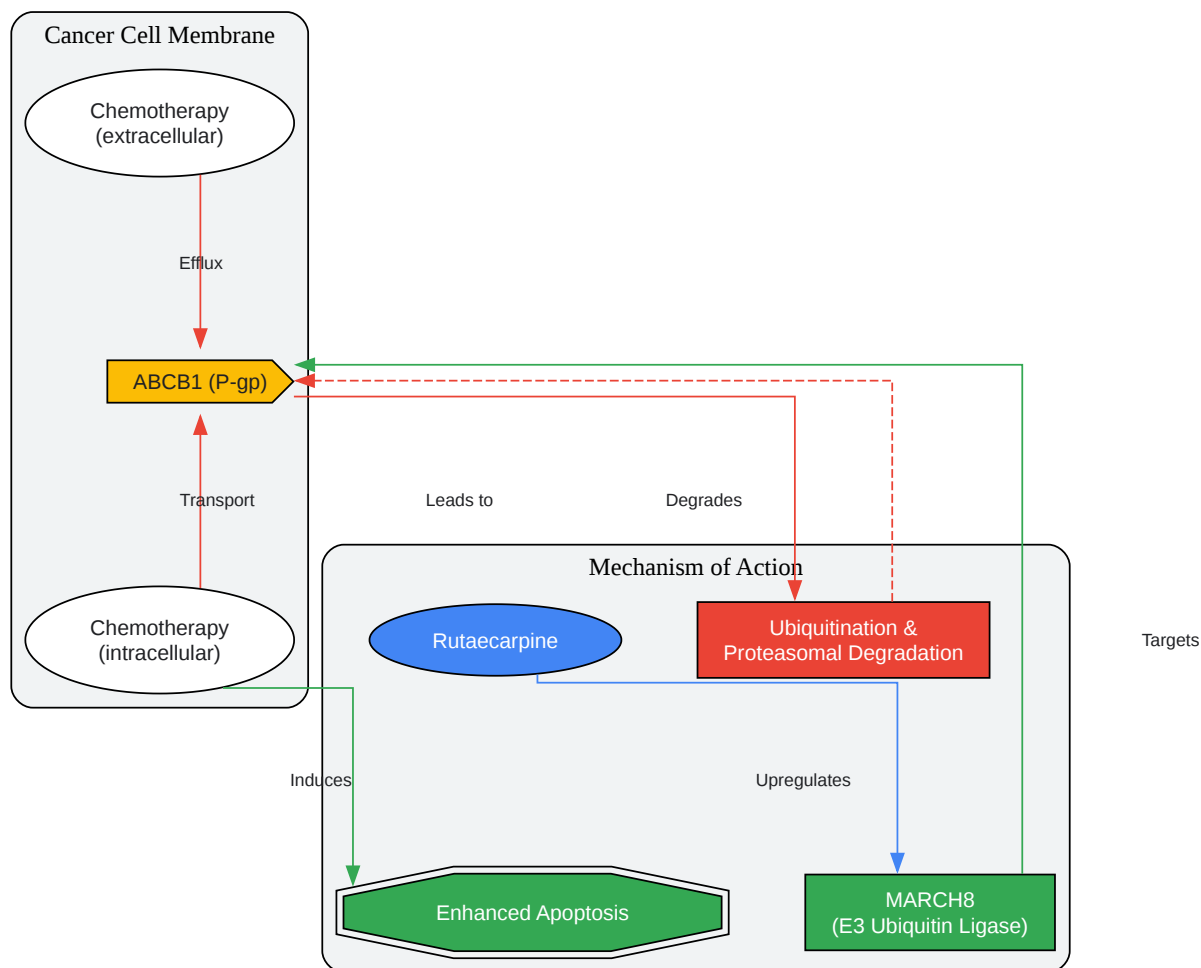 Cancer Cell Membrane
Chemotherapy
(extracellular)
Efflux
ABCB1 (P-gp)
Transport
Leads to
Degrades
Mechanism of Action
Chemotherapy
(intracellular)
Rutaecarpine
Ubiquitination &
Proteasomal Degradation
Targets
Induces
Upregulates
Enhanced Apoptosis
MARCH8
(E3 Ubiquitin Ligase)